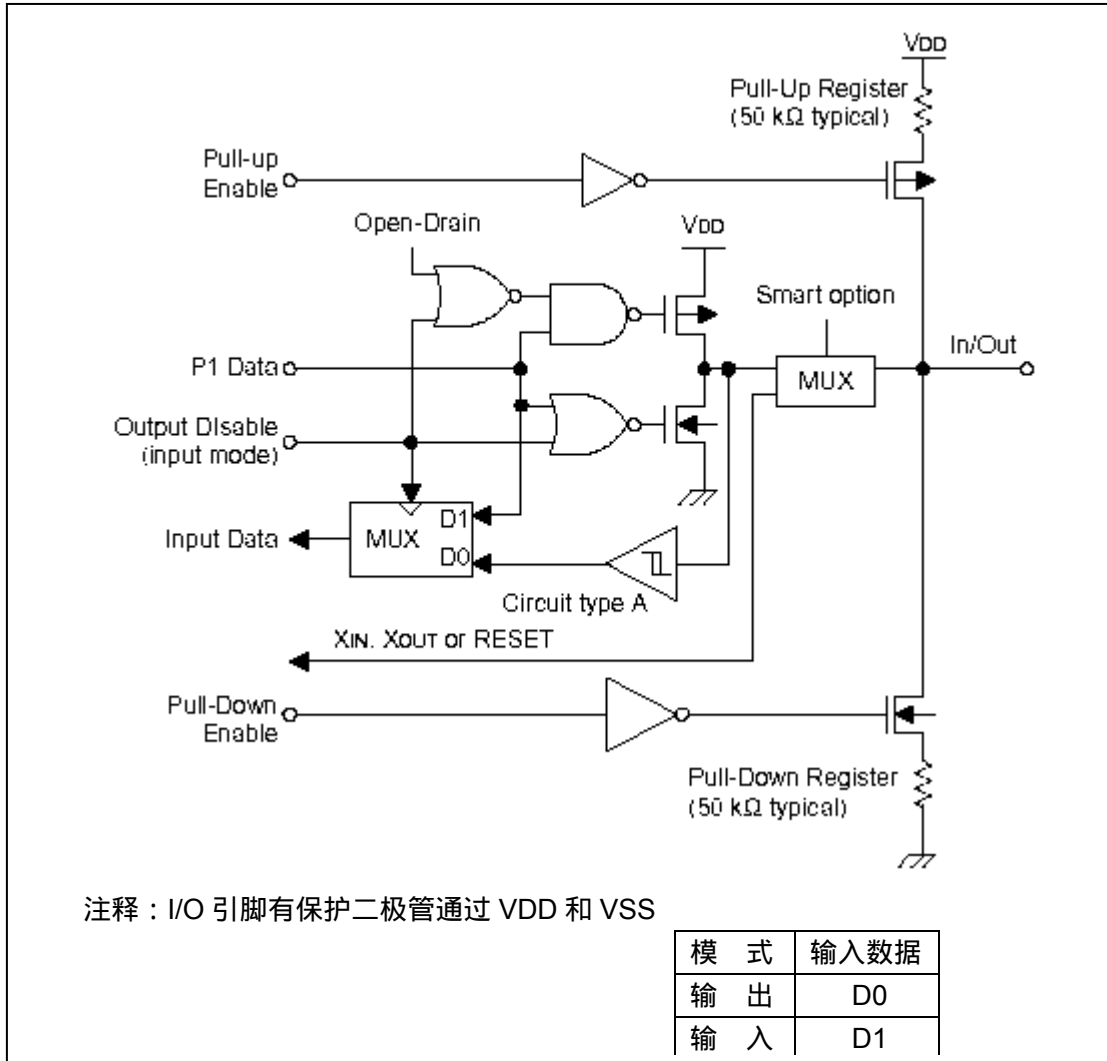 VDD
Pull-Up Register
(50 kΩ typical)
Pull-up
Enable
Open-Drain
VDD
Smart option
In/Out
P1 Data
MUX
Output Disable
(input mode)
D1
Input Data
MUX
D0
Circuit type A
XIN. XOUT or RESET
Pull-Down
Enable
Pull-Down Register
(50 kΩ typical)
注释：I/O 引脚有保护二极管通过 VDD 和 VSS
模 式 输入数据
输 出 D0
输 入 D1